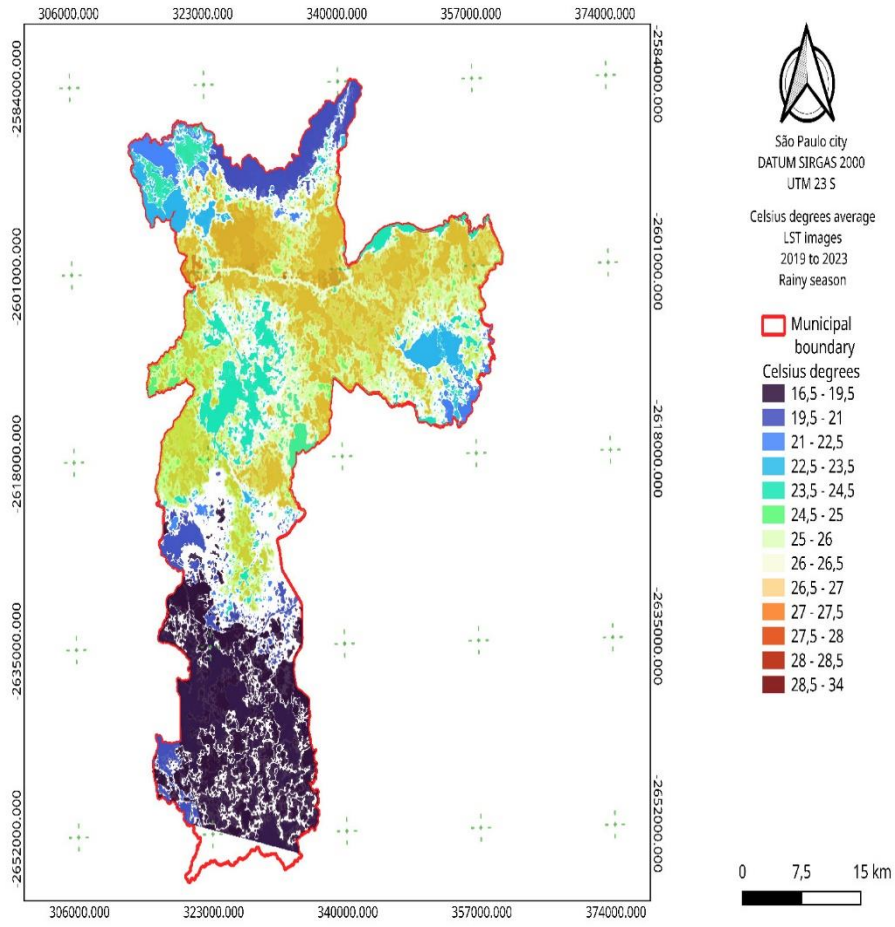 306000.000 323000.000 340000.000 357000.000 374000.000
-2584000.000 -2584000.000
-2601000.000 -2601000.000
-2618000.000 -2618000.000
-2635000.000 -2635000.000
-2652000.000 -2652000.000
306000.000 323000.000 340000.000 357000.000 374000.000
São Paulo city
DATUM SIRGAS 2000
UTM 23 S
Celsius degrees average
LST images
2019 to 2023
Rainy season
Municipal
boundary
Celsius degrees
16,5 - 19,5
19,5 - 21
21 - 22,5
22,5 - 23,5
23,5 - 24,5
24,5 - 25
25 - 26
26 - 26,5
26,5 - 27
27 - 27,5
27,5 - 28
28 - 28,5
28,5 - 34
0 7,5 15 km